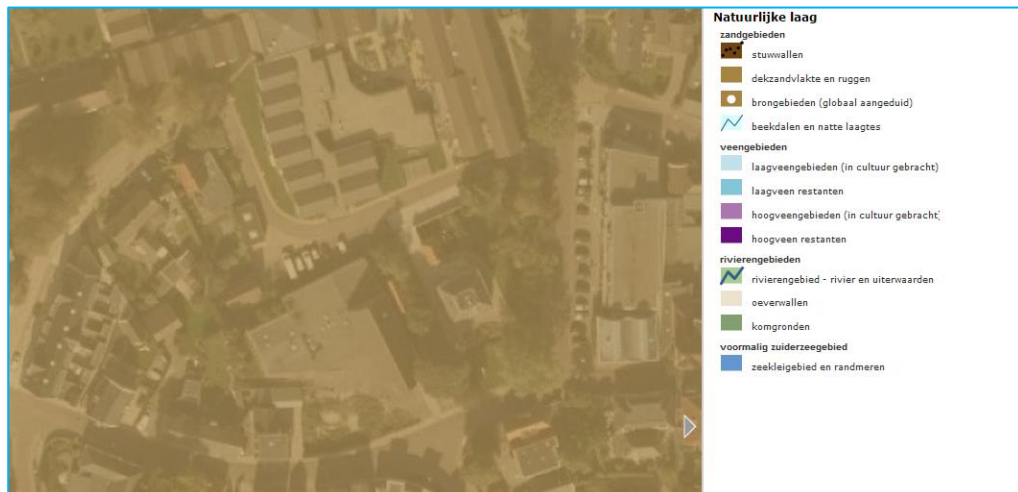 Natuurlijke laag
zandgebieden
stuwwallen
dekzandvlakte en ruggen
brongebieden (globaal aangeduid)
beekdalen en natte laagtes
veengebieden
laagveengebieden (in cultuur gebracht)
laagveen restanten
hoogveengebieden (in cultuur gebracht)
hoogveen restanten
rivierengebieden
rivierengebied - rivier en uiterwaarden
oeverwallen
komgronden
voormalig zuiderzeegebied
zeekleigebied en randmeren